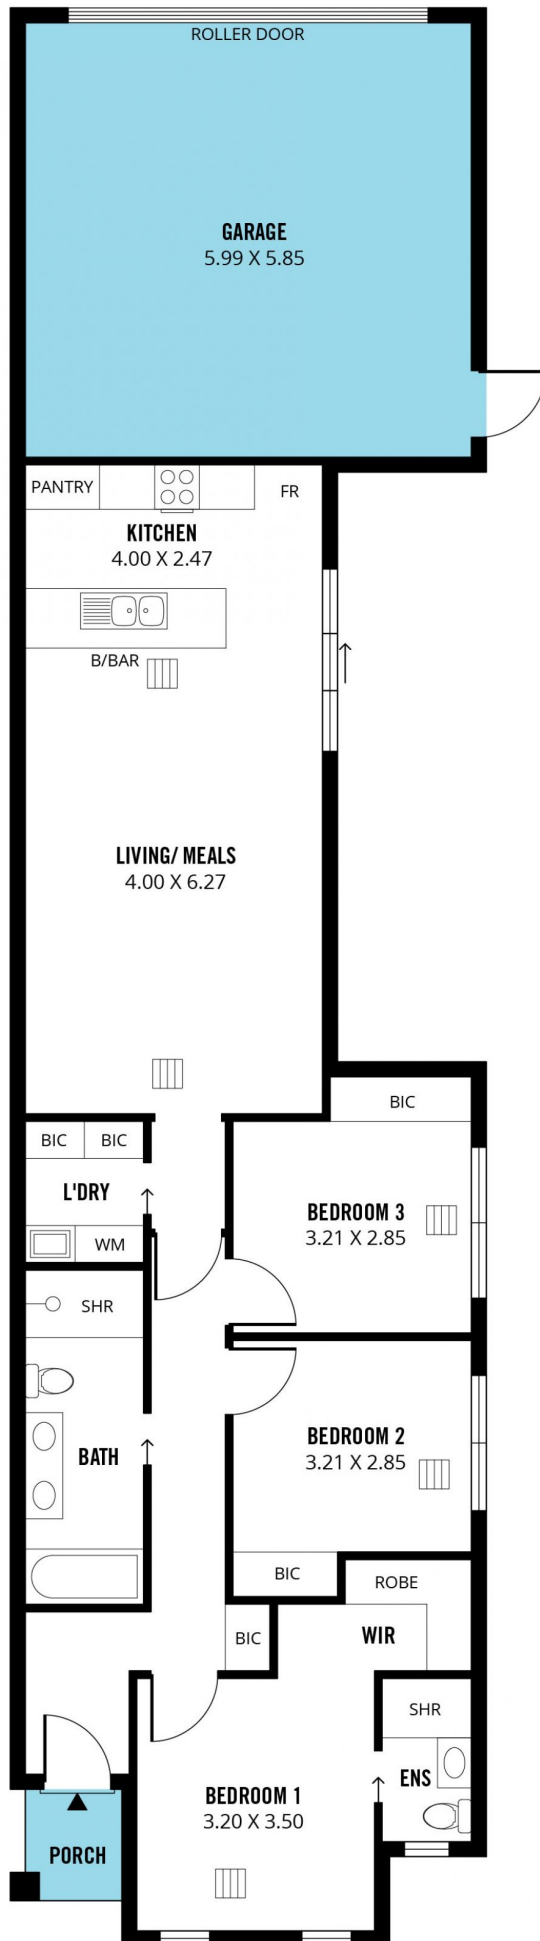 ROLLER DOOR
GARAGE
5.99 X 5.85
PANTRY
FR
KITCHEN
4.00 X 2.47
B/BAR
LIVING/ MEALS
4.00 X 6.27
BIC
BIC
BIC
L'DRY
WM
BEDROOM 3
3.21 X 2.85
SHR
BATH
BEDROOM 2
3.21 X 2.85
BIC
ROBE
BIC
WIR
SHR
ENS
BEDROOM 1
3.20 X 3.50
PORCH